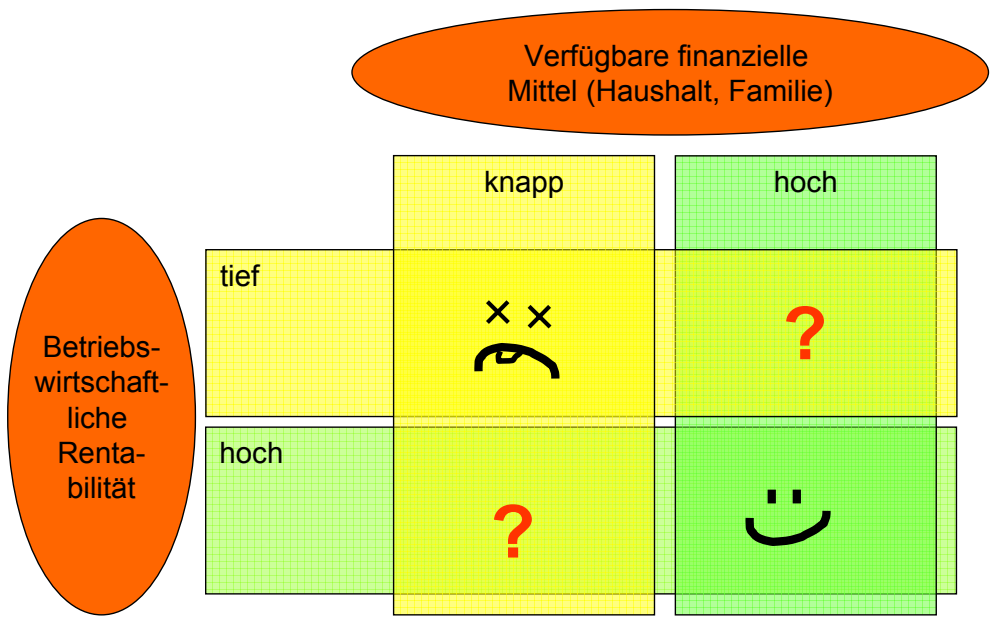 Verfügbare finanzielle
Mittel (Haushalt, Familie)
knapp
hoch
tief
?
Betriebs-
wirtschaft-
liche
Renta-
bilität
hoch
?